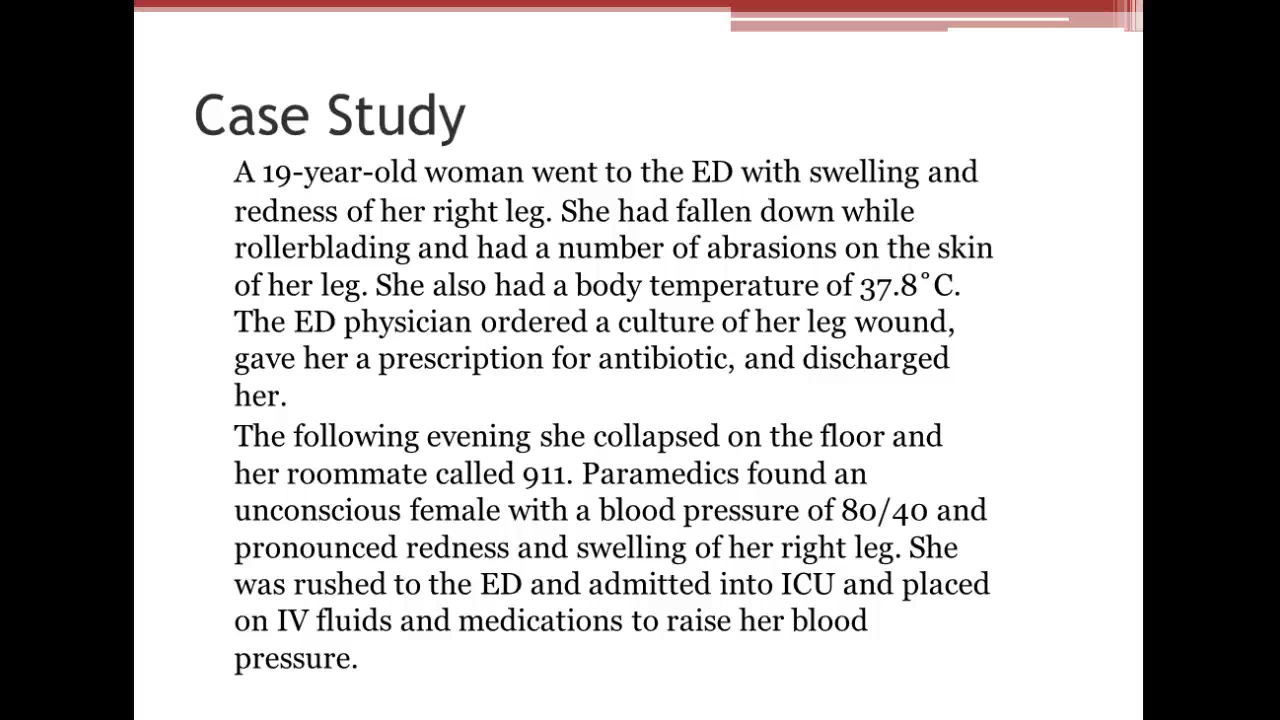 Case Study
A 19-year-old woman went to the ED with swelling and
redness of her right leg. She had fallen down while
rollerblading and had a number of abrasions on the skin
of her leg. She also had a body temperature of 37.8˚C.
The ED physician ordered a culture of her leg wound,
gave her a prescription for antibiotic, and discharged
her.
The following evening she collapsed on the floor and
her roommate called 911. Paramedics found an
unconscious female with a blood pressure of 80/40 and
pronounced redness and swelling of her right leg. She
was rushed to the ED and admitted into ICU and placed
on IV fluids and medications to raise her blood
pressure.